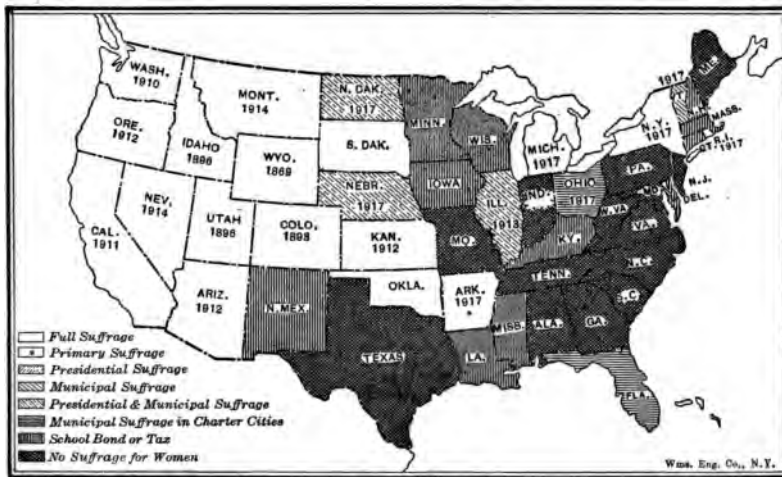 WASH.
1910
MONT.
1914
N. DAK.
1917
MINN.
1917
ME.
ORE.
1912
IDAHO
1896
WYO.
1869
S. DAK.
WIS.
MICH.
1917
N.Y.
1917
MASS.
R.I.
1917
NEV.
1914
UTAH
1896
COLO.
1893
NEBR.
1917
IOWA
ILL.
1913
IND.
OHIO
1917
PA.
N.J.
DEL.
MD.
CAL.
1911
KAN.
1912
MO.
KY.
W.VA.
VA.
ARIZ.
1912
N. MEX.
OKLA.
ARK.
1917
*
TENN.
N.C.
S.C.
TEXAS
LA.
MISS.
ALA.
GA.
FLA.
Full Suffrage
* Primary Suffrage
Presidential Suffrage
Municipal Suffrage
Presidential & Municipal Suffrage
Municipal Suffrage in Charter Cities
School Bond or Tax
No Suffrage for Women
Wms. Eng. Co., N.Y.